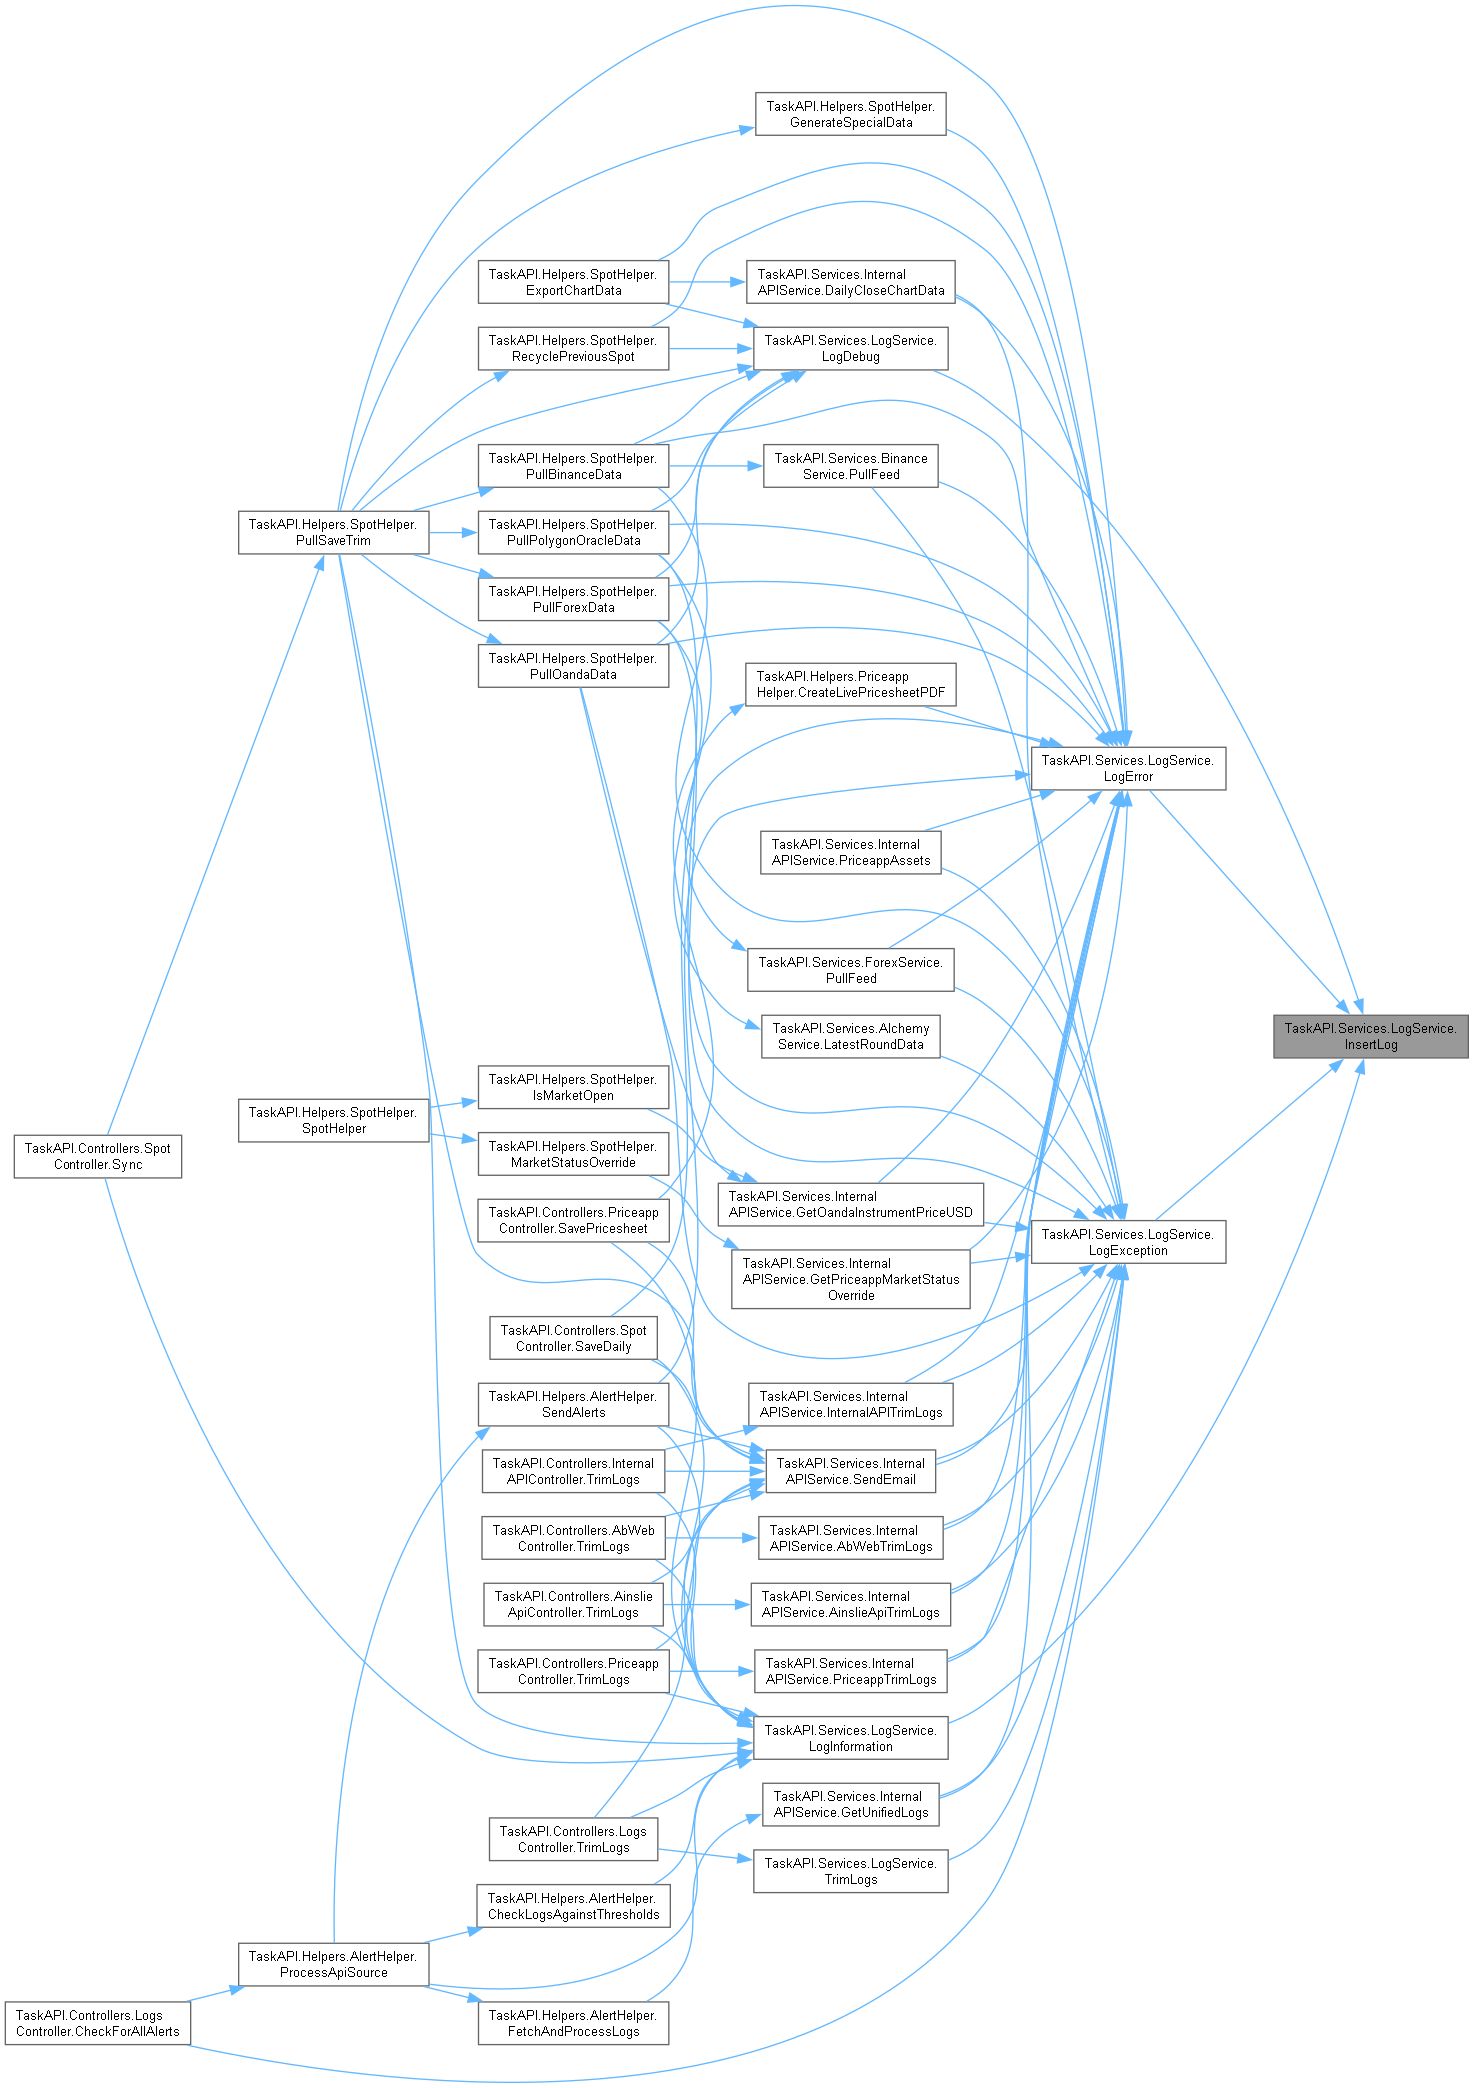 TaskAPI.Helpers.SpotHelper.
GenerateSpecialData
TaskAPI.Helpers.SpotHelper.
ExportChartData
TaskAPI.Services.Internal
APIService.DailyCloseChartData
TaskAPI.Helpers.SpotHelper.
RecyclePreviousSpot
TaskAPI.Services.LogService.
LogDebug
TaskAPI.Helpers.SpotHelper.
PullBinanceData
TaskAPI.Services.Binance
Service.PullFeed
TaskAPI.Helpers.SpotHelper.
PullSaveTrim
TaskAPI.Helpers.SpotHelper.
PullPolygonOracleData
TaskAPI.Helpers.SpotHelper.
PullForexData
TaskAPI.Helpers.SpotHelper.
PullOandaData
TaskAPI.Helpers.Priceapp
Helper.CreateLivePricesheetPDF
TaskAPI.Services.LogService.
LogError
TaskAPI.Services.Internal
APIService.PriceappAssets
TaskAPI.Services.ForexService.
PullFeed
TaskAPI.Services.Alchemy
Service.LatestRoundData
TaskAPI.Services.LogService.
InsertLog
TaskAPI.Helpers.SpotHelper.
IsMarketOpen
TaskAPI.Helpers.SpotHelper.
SpotHelper
TaskAPI.Controllers.Spot
Controller.Sync
TaskAPI.Helpers.SpotHelper.
MarketStatusOverride
TaskAPI.Services.Internal
APIService.GetOandaInstrumentPriceUSD
TaskAPI.Controllers.Priceapp
Controller.SavePricesheet
TaskAPI.Services.LogService.
LogException
TaskAPI.Services.Internal
APIService.GetPriceappMarketStatus
Override
TaskAPI.Controllers.Spot
Controller.SaveDaily
TaskAPI.Helpers.AlertHelper.
SendAlerts
TaskAPI.Services.Internal
APIService.InternalAPITrimLogs
TaskAPI.Controllers.Internal
APIController.TrimLogs
TaskAPI.Services.Internal
APIService.SendEmail
TaskAPI.Controllers.AbWeb
Controller.TrimLogs
TaskAPI.Services.Internal
APIService.AbWebTrimLogs
TaskAPI.Controllers.Ainslie
ApiController.TrimLogs
TaskAPI.Services.Internal
APIService.AinslieApiTrimLogs
TaskAPI.Controllers.Priceapp
Controller.TrimLogs
TaskAPI.Services.Internal
APIService.PriceappTrimLogs
TaskAPI.Services.LogService.
LogInformation
TaskAPI.Services.Internal
APIService.GetUnifiedLogs
TaskAPI.Controllers.Logs
Controller.TrimLogs
TaskAPI.Services.LogService.
TrimLogs
TaskAPI.Helpers.AlertHelper.
CheckLogsAgainstThresholds
TaskAPI.Helpers.AlertHelper.
ProcessApiSource
TaskAPI.Controllers.Logs
Controller.CheckForAllAlerts
TaskAPI.Helpers.AlertHelper.
FetchAndProcessLogs